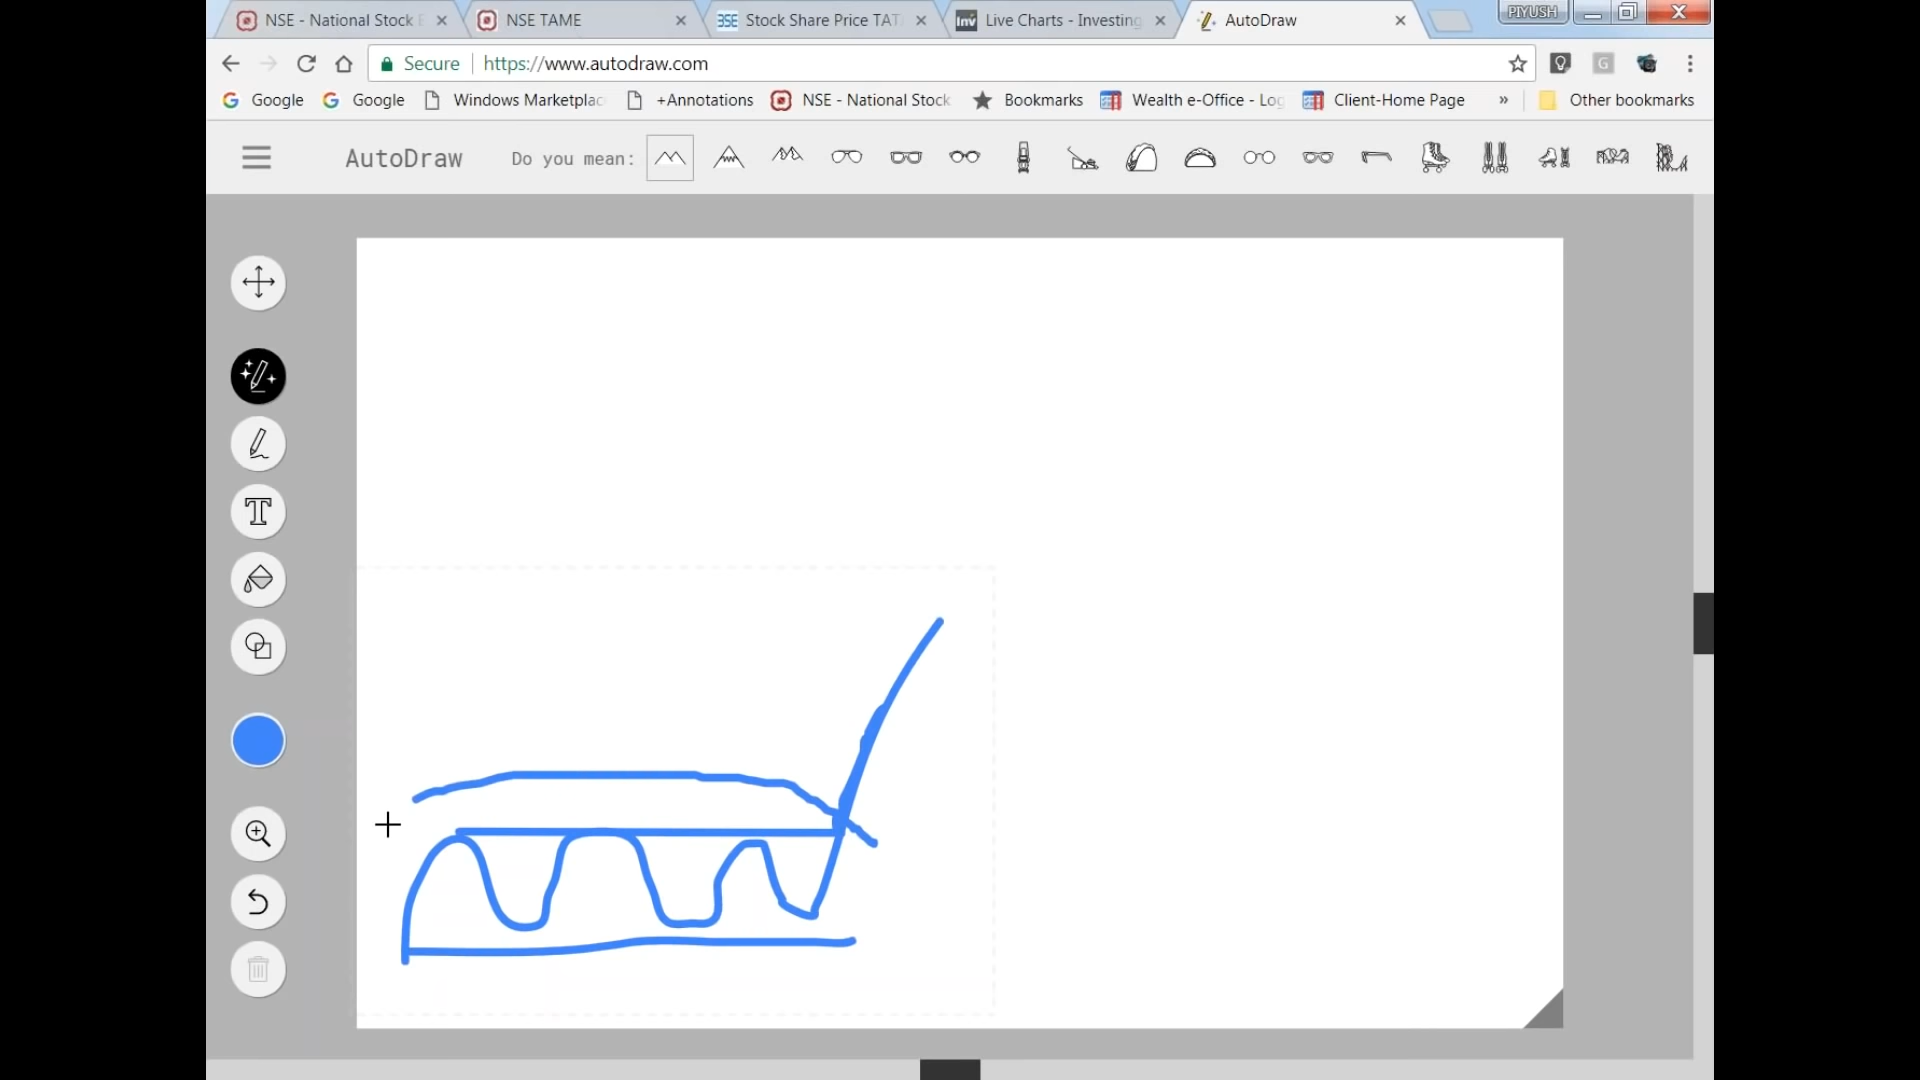 NSE - National Stock E
NSE TAME
BSE Stock Share Price TAT
Inv Live Charts - Investing
AutoDraw
PIYUSH
Secure https://www.autodraw.com
G
Google Google Windows Marketplac +Annotations NSE - National Stock Bookmarks Wealth e-Office - Log Client-Home Page » Other bookmarks
AutoDraw Do you mean:
T